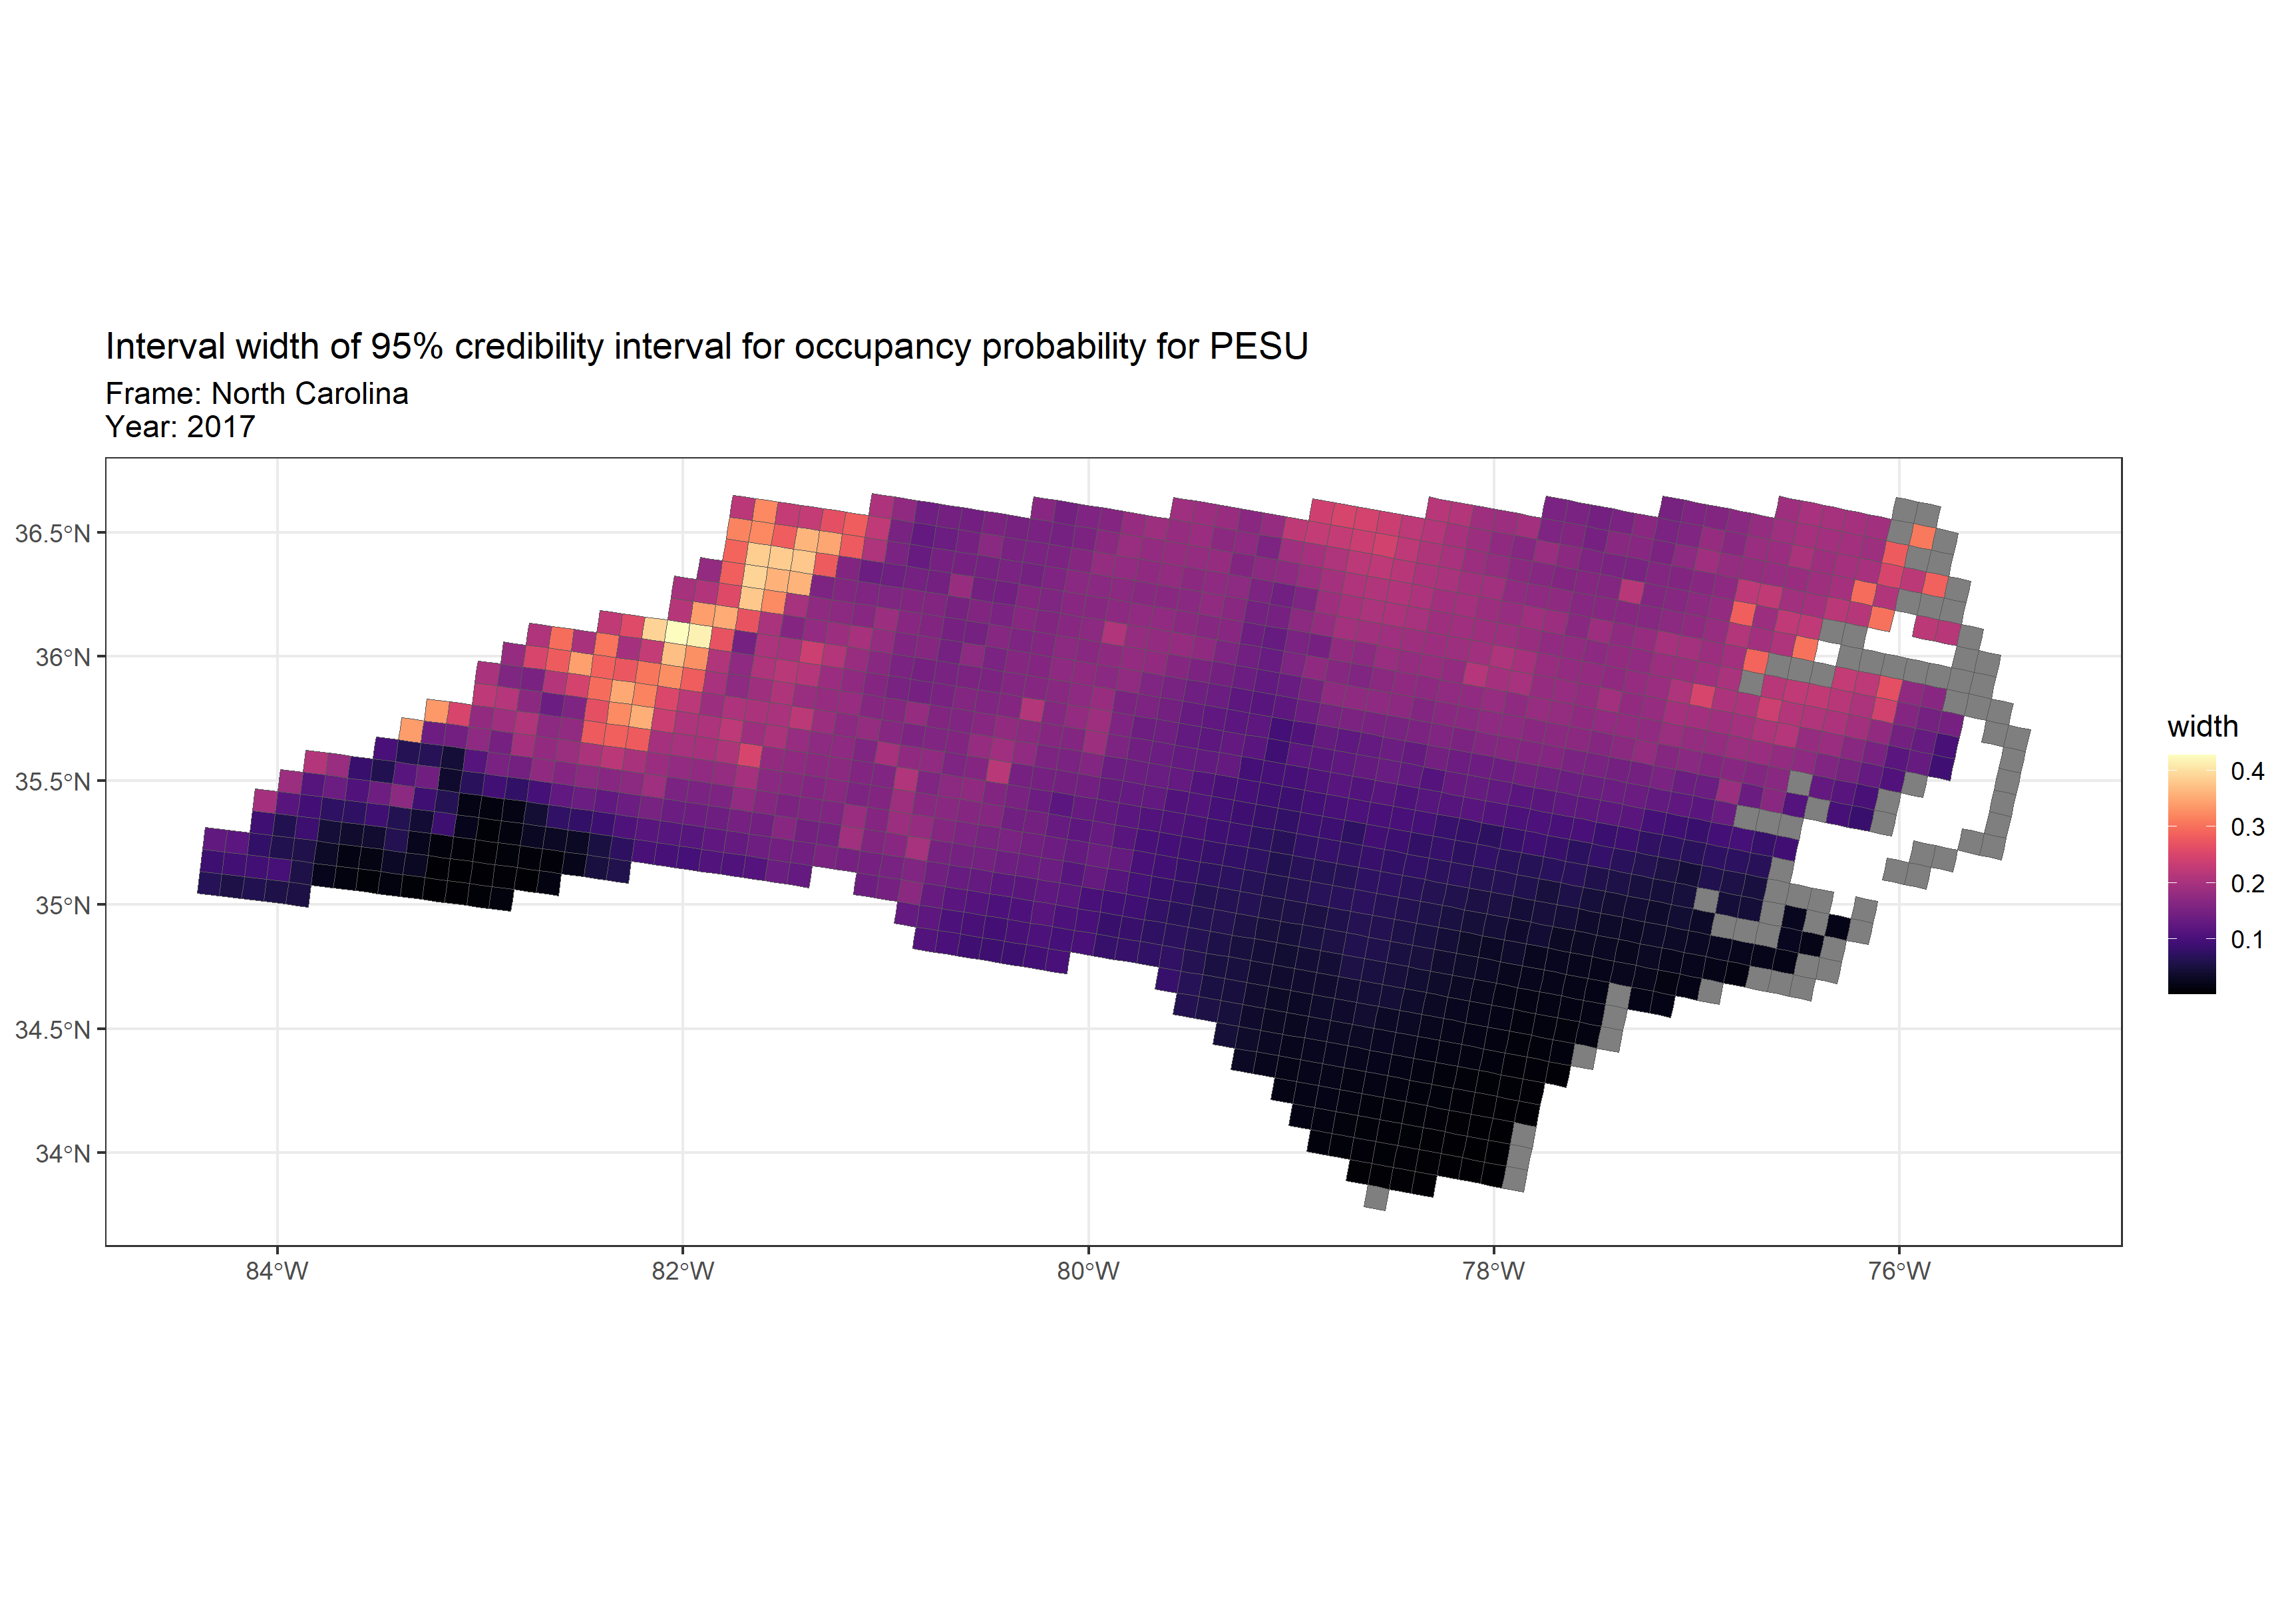 Interval width of 95% credibility interval for occupancy probability for PESU
Frame: North Carolina
Year: 2017
36.5°N
36°N
35.5°N
35°N
34.5°N
34°N
84°W
82°W
80°W
78°W
76°W
width
0.4
0.3
0.2
0.1